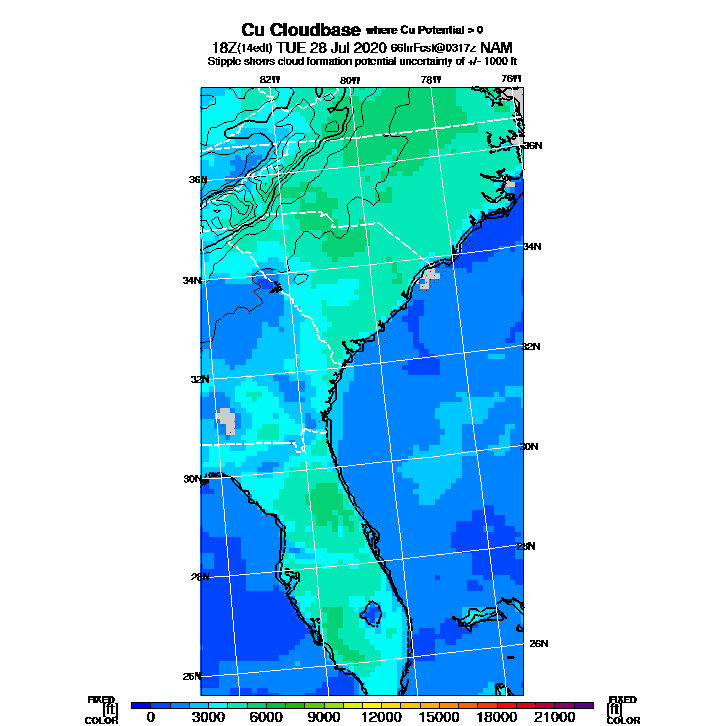 Cu Cloudbase where Cu Potential > 0
18Z(14edt) TUE 28 Jul 2020 66hrFcst@0317z NAM
Stipple shows cloud formation potential uncertainty of +/- 1000 ft
82W 80W 78W 76W
36N
36N
34N
34N
32N
32N
30N
30N
28N
28N
26N
26N
FIXED [ft] COLOR
0 3000 6000 9000 12000 15000 18000 21000
FIXED [ft] COLOR